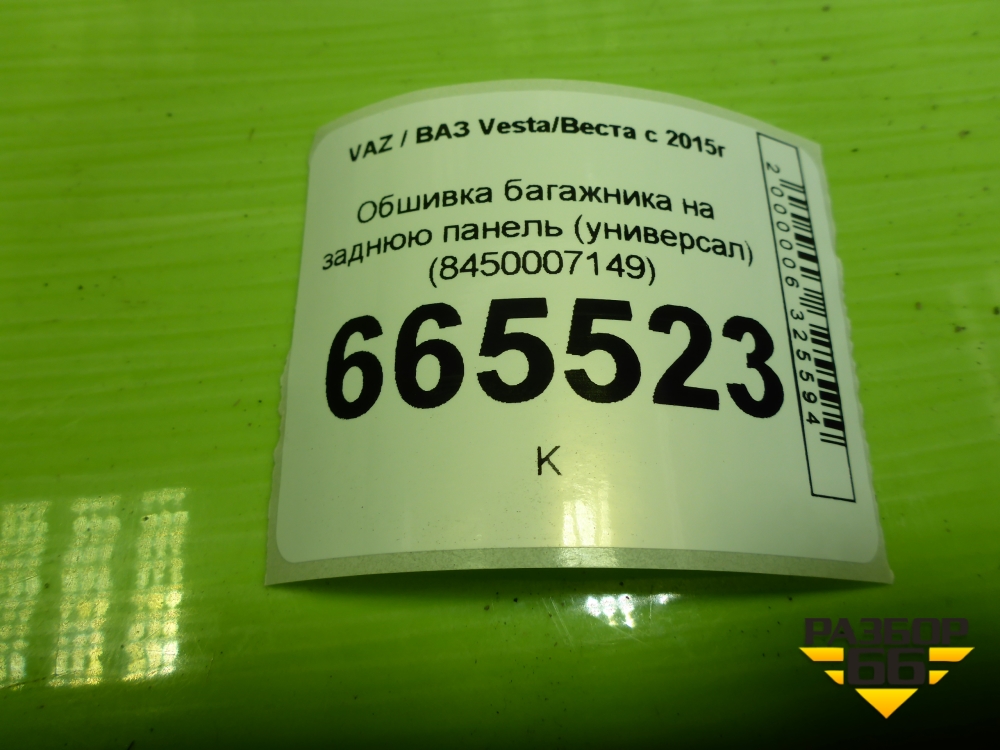 VAZ / ВАЗ Vesta/Веста с 2015г
Обшивка багажника на
заднюю панель (универсал)
(8450007149)
665523
К
2000006325594
РАЗБОР
66